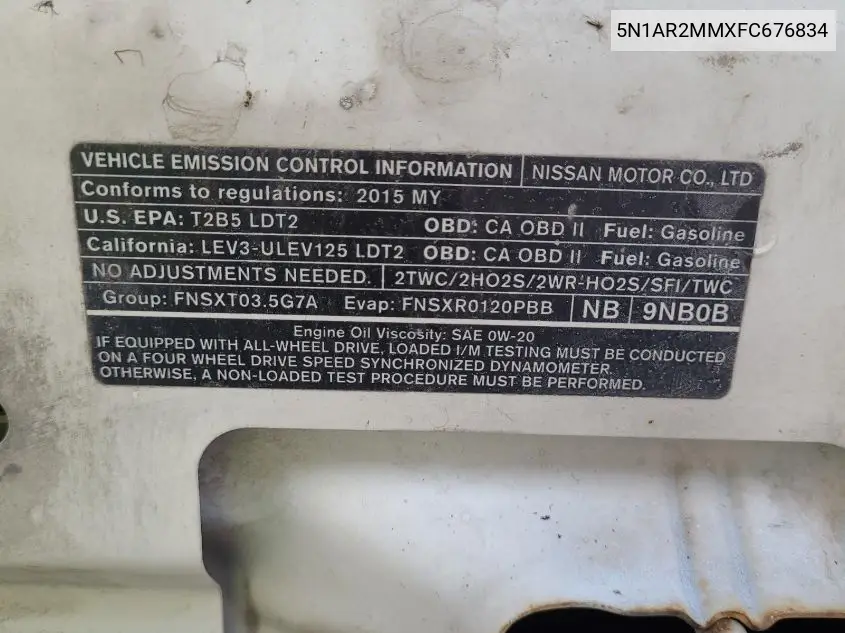 5N1AR2MMXFC676834
VEHICLE EMISSION CONTROL INFORMATION NISSAN MOTOR CO., LTD
Conforms to regulations: 2015 MY
U.S. EPA: T2B5 LDT2 OBD: CA OBD II Fuel: Gasoline
California: LEV3-ULEV125 LDT2 OBD: CA OBD II Fuel: Gasoline
NO ADJUSTMENTS NEEDED. 2TWC/2HO2S/2WR-HO2S/SFI/TWC
Group: FNSXT03.5G7A Evap: FNSXR0120PBB NB 9NB0B
Engine Oil Viscosity: SAE 0W-20
IF EQUIPPED WITH ALL-WHEEL DRIVE, LOADED I/M TESTING MUST BE CONDUCTED
ON A FOUR WHEEL DRIVE SPEED SYNCHRONIZED DYNAMOMETER.
OTHERWISE, A NON-LOADED TEST PROCEDURE MUST BE PERFORMED.